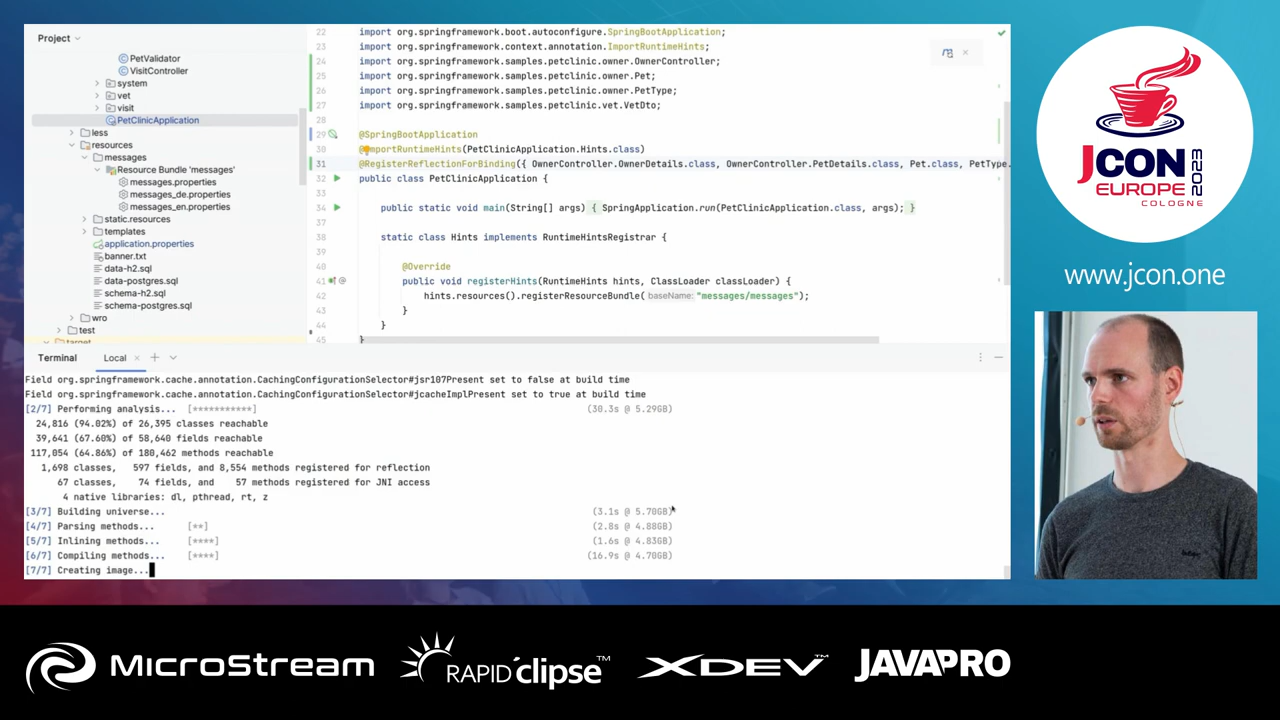 Project
PetValidator
VisitController
system
vet
visit
PetClinicApplication
less
resources
messages
Resource Bundle 'messages'
messages.properties
messages_de.properties
messages_en.properties
static.resources
templates
application.properties
banner.txt
data-h2.sql
data-postgres.sql
schema-h2.sql
schema-postgres.sql
wro
test
target
22 import org.springframework.boot.autoconfigure.SpringBootApplication;
23 import org.springframework.context.annotation.ImportRuntimeHints;
24 import org.springframework.samples.petclinic.owner.OwnerController;
25 import org.springframework.samples.petclinic.owner.Pet;
26 import org.springframework.samples.petclinic.owner.PetType;
27 import org.springframework.samples.petclinic.vet.VetDto;
28
29 @SpringBootApplication
30 @ImportRuntimeHints(PetClinicApplication.Hints.class)
31 @RegisterReflectionForBinding({ OwnerController.OwnerDetails.class, OwnerController.PetDetails.class, Pet.class, PetType.
32 public class PetClinicApplication {
33
34 public static void main(String[] args) { SpringApplication.run(PetClinicApplication.class, args); }
37
38 static class Hints implements RuntimeHintsRegistrar {
39
40 @Override
41 public void registerHints(RuntimeHints hints, ClassLoader classLoader) {
42 hints.resources().registerResourceBundle( baseName: "messages/messages");
43 }
44 }
45 }
Terminal Local
Field org.springframework.cache.annotation.CachingConfigurationSelector#jsr107Present set to false at build time
Field org.springframework.cache.annotation.CachingConfigurationSelector#jcacheImplPresent set to true at build time
[2/7] Performing analysis... [***********] (30.3s @ 5.29GB)
24,816 (94.02%) of 26,395 classes reachable
39,641 (67.60%) of 58,640 fields reachable
117,054 (64.86%) of 180,462 methods reachable
1,698 classes, 597 fields, and 8,554 methods registered for reflection
67 classes, 74 fields, and 57 methods registered for JNI access
4 native libraries: dl, pthread, rt, z
[3/7] Building universe... (3.1s @ 5.70GB)
[4/7] Parsing methods... [**] (2.8s @ 4.88GB)
[5/7] Inlining methods... [****] (1.6s @ 4.83GB)
[6/7] Compiling methods... [****] (16.9s @ 4.70GB)
[7/7] Creating image...
JCON
EUROPE 2023
COLOGNE
www.jcon.one
MICROSTREAM
RAPID'clipse™
XDEV™
JAVAPRO